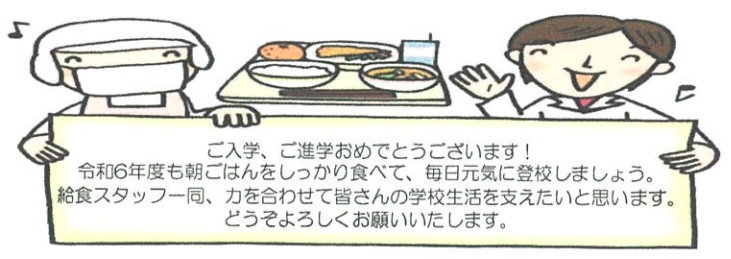 ご入学、ご進学おめでとうございます！
令和6年度も朝ごはんをしっかり食べて、毎日元気に登校しましょう。
給食スタッフ一同、力を合わせて皆さんの学校生活を支えたいと思います。
どうぞよろしくお願いいたします。